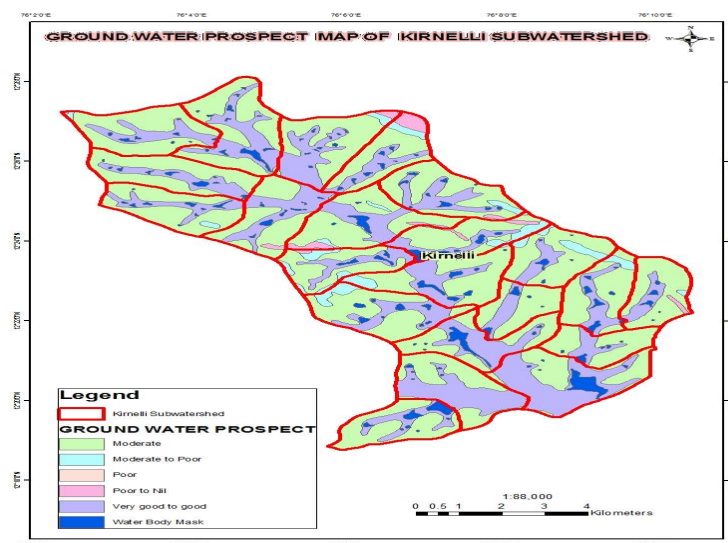 76°2'0"E 76°4'0"E 76°6'0"E 76°8'0"E 76°10'0"E
GROUND WATER PROSPECT MAP OF KIRNELLI SUBWATERSHED
N
W E
S
Kirnelli
Legend
Kirnelli Subwatershed
GROUND WATER PROSPECT
Moderate
Moderate to Poor
Poor
Poor to Nil
Very good to good
Water Body Mask
1:88,000
0 0.5 1 2 3 4
Kilometers